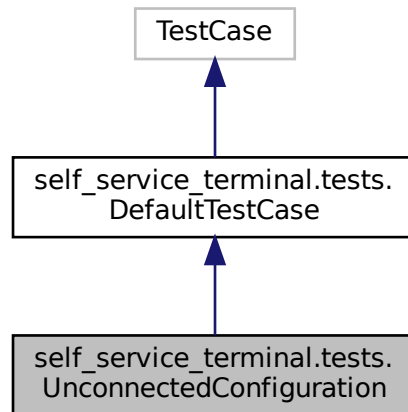 TestCase
self_service_terminal.tests.
DefaultTestCase
self_service_terminal.tests.
UnconnectedConfiguration